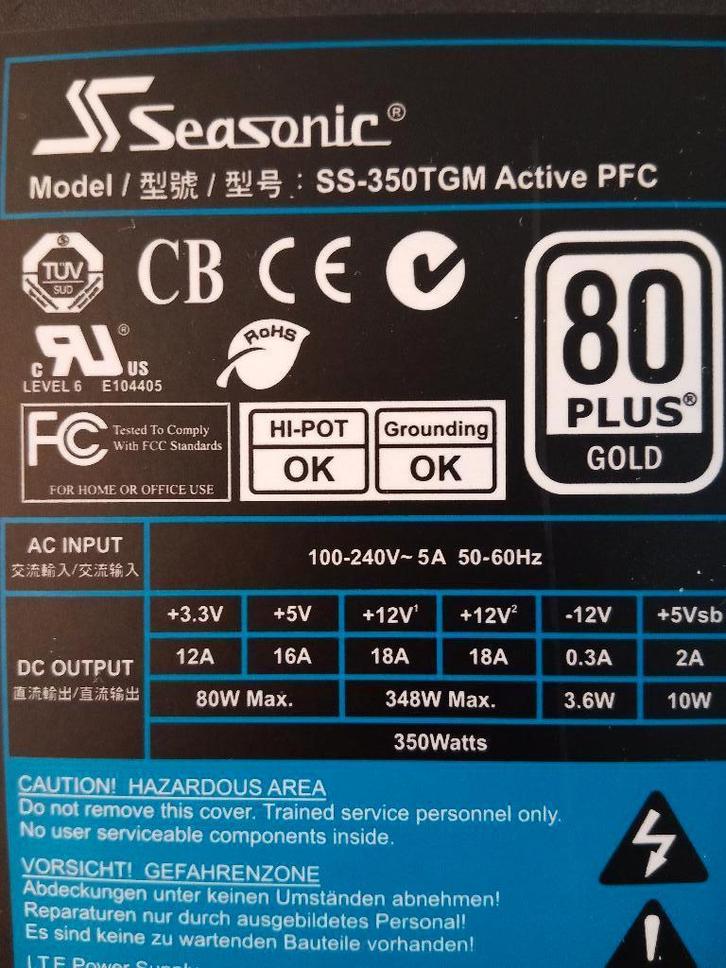 Seasonic®
Model / 型號 / 型号 : SS-350TGM Active PFC
TÜV
SUD
CB CE
80
PLUS®
GOLD
c RU® US
LEVEL 6 E104405
RoHS
FC Tested To Comply
With FCC Standards
FOR HOME OR OFFICE USE
HI-POT
OK
Grounding
OK
AC INPUT
交流輸入/交流输入
100-240V~ 5A 50-60Hz
DC OUTPUT
直流輸出/直流输出
+3.3V +5V +12V¹ +12V² -12V +5Vsb
12A 16A 18A 18A 0.3A 2A
80W Max. 348W Max. 3.6W 10W
350Watts
CAUTION! HAZARDOUS AREA
Do not remove this cover. Trained service personnel only.
No user serviceable components inside.
VORSICHT! GEFAHRENZONE
Abdeckungen unter keinen Umständen abnehmen!
Reparaturen nur durch ausgebildetes Personal!
Es sind keine zu wartenden Bauteile vorhanden!
I.T.E Power Supply